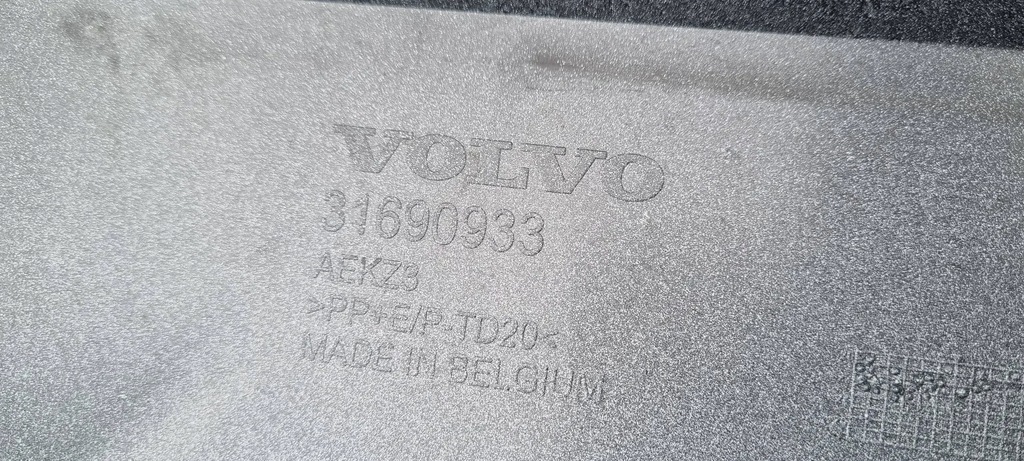 VOLVO
31690933
AEKZ3
>PP+E/P-TD20<
MADE IN BELGIUM